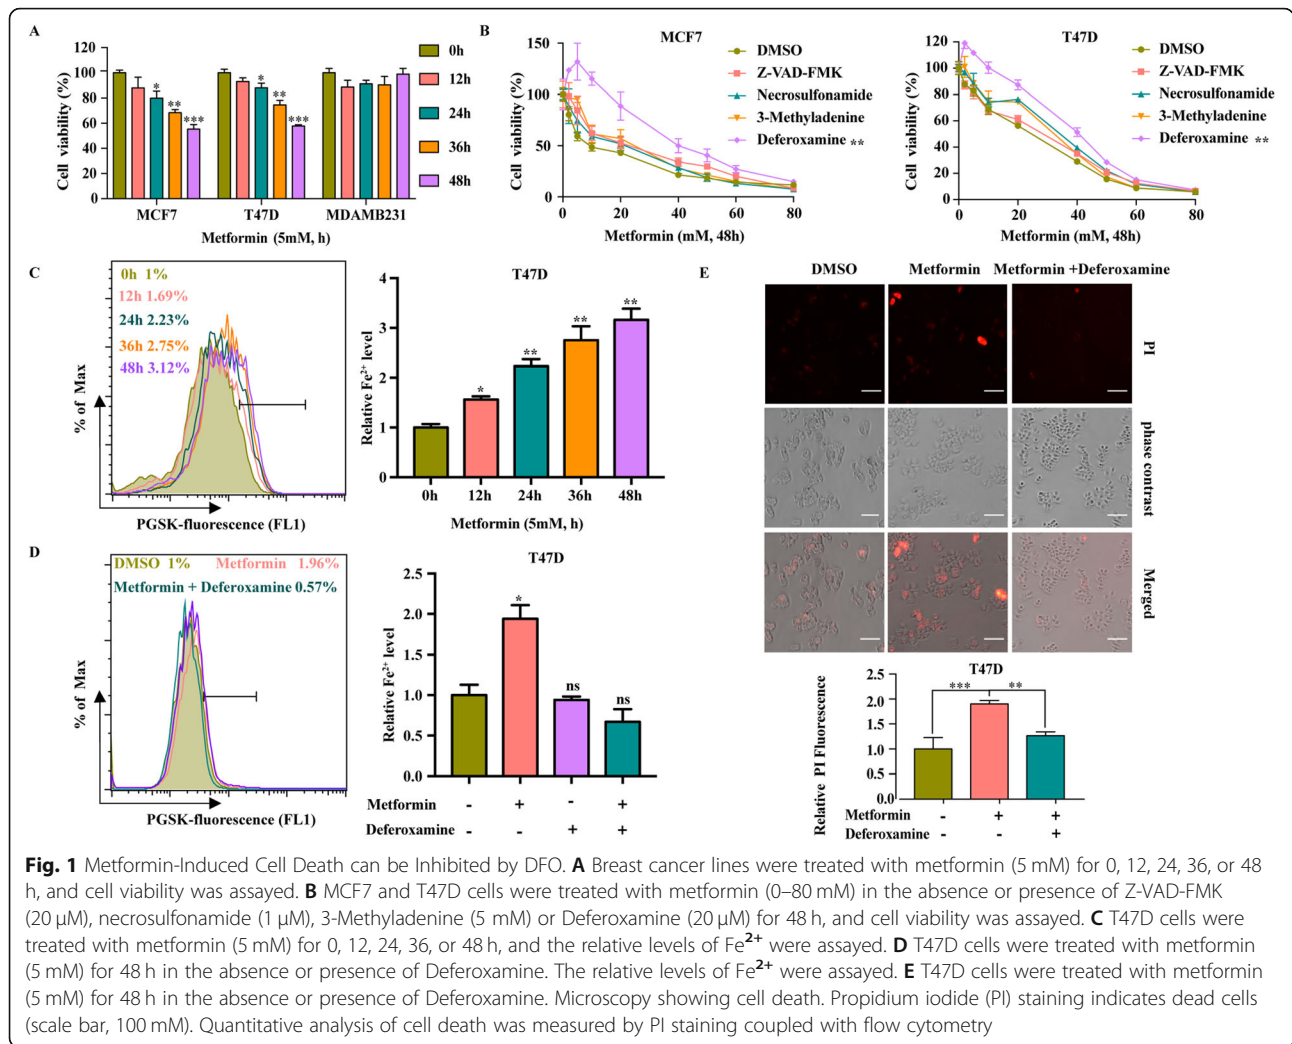 A
Cell viability (%)
120
100
80
60
40
20
0
*
**
***
*
**
***
MCF7
T47D
MDAMB231
Metformin (5mM, h)
0h
12h
24h
36h
48h
B
MCF7
Cell viability (%)
150
100
50
0
0
20
40
60
80
Metformin (mM, 48h)
DMSO
Z-VAD-FMK
Necrosulfonamide
3-Methyladenine
Deferoxamine **
T47D
Cell viability (%)
120
100
80
60
40
20
0
0
20
40
60
80
Metformin (mM, 48h)
DMSO
Z-VAD-FMK
Necrosulfonamide
3-Methyladenine
Deferoxamine **
C
0h 1%
12h 1.69%
24h 2.23%
36h 2.75%
48h 3.12%
% of Max
PGSK-fluorescence (FL1)
T47D
Relative Fe²⁺ level
4
3
2
1
0
*
**
**
**
0h
12h
24h
36h
48h
Metformin (5mM, h)
D
DMSO 1% Metformin 1.96%
Metformin + Deferoxamine 0.57%
% of Max
PGSK-fluorescence (FL1)
T47D
Relative Fe²⁺ level
2.5
2.0
1.5
1.0
0.5
0.0
*
ns
ns
Metformin - + - +
Deferoxamine - - + +
E
DMSO
Metformin
Metformin +Deferoxamine
PI
phase contrast
Merged
T47D
Relative PI Fluorescence
2.5
2.0
1.5
1.0
0.5
0.0
***
**
Metformin - + +
Deferoxamine - - +
Fig. 1 Metformin-Induced Cell Death can be Inhibited by DFO. A Breast cancer lines were treated with metformin (5 mM) for 0, 12, 24, 36, or 48
h, and cell viability was assayed. B MCF7 and T47D cells were treated with metformin (0–80 mM) in the absence or presence of Z-VAD-FMK
(20 μM), necrosulfonamide (1 μM), 3-Methyladenine (5 mM) or Deferoxamine (20 μM) for 48 h, and cell viability was assayed. C T47D cells were
treated with metformin (5 mM) for 0, 12, 24, 36, or 48 h, and the relative levels of Fe²⁺ were assayed. D T47D cells were treated with metformin
(5 mM) for 48 h in the absence or presence of Deferoxamine. The relative levels of Fe²⁺ were assayed. E T47D cells were treated with metformin
(5 mM) for 48 h in the absence or presence of Deferoxamine. Microscopy showing cell death. Propidium iodide (PI) staining indicates dead cells
(scale bar, 100 mM). Quantitative analysis of cell death was measured by PI staining coupled with flow cytometry